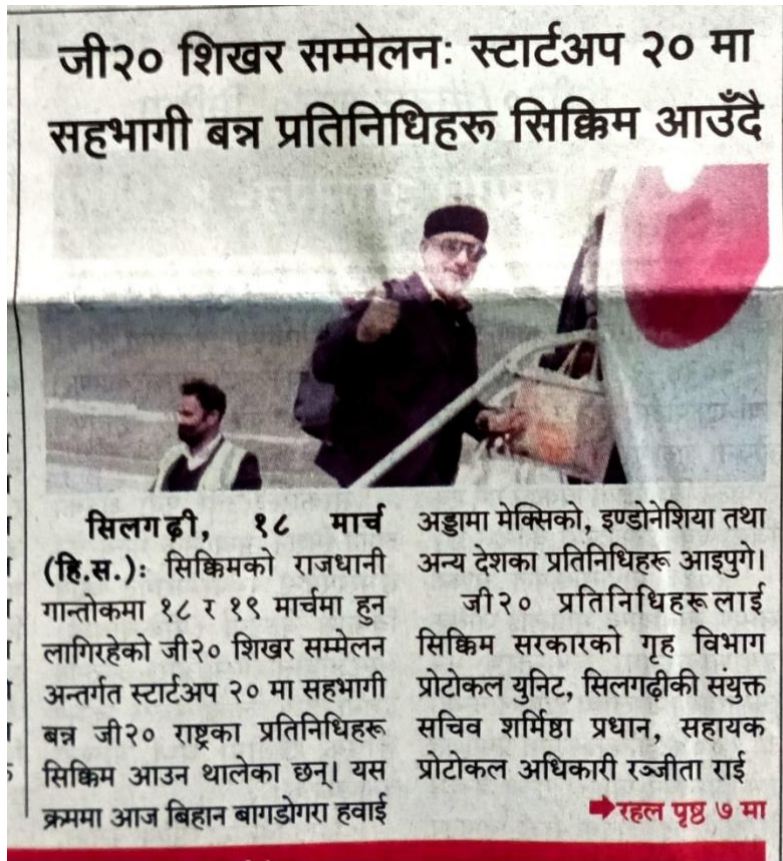 जी२० शिखर सम्मेलनः स्टार्टअप २० मा
सहभागी बन्न प्रतिनिधिहरू सिक्किम आउँदै
सिलगढ़ी, १८ मार्च
(हि.स.)ः सिक्किमको राजधानी
गान्तोकमा १८ र १९ मार्चमा हुन
लागिरहेको जी२० शिखर सम्मेलन
अन्तर्गत स्टार्टअप २० मा सहभागी
बन्न जी२० राष्ट्रका प्रतिनिधिहरू
सिक्किम आउन थालेका छन्। यस
क्रममा आज बिहान बागडोगरा हवाई
अड्डामा मेक्सिको, इण्डोनेशिया तथा
अन्य देशका प्रतिनिधिहरू आइपुगे।
जी२० प्रतिनिधिहरूलाई
सिक्किम सरकारको गृह विभाग
प्रोटोकल युनिट, सिलगढ़ीकी संयुक्त
सचिव शर्मिष्ठा प्रधान, सहायक
प्रोटोकल अधिकारी रञ्जीता राई
➡रहल पृष्ठ ७ मा